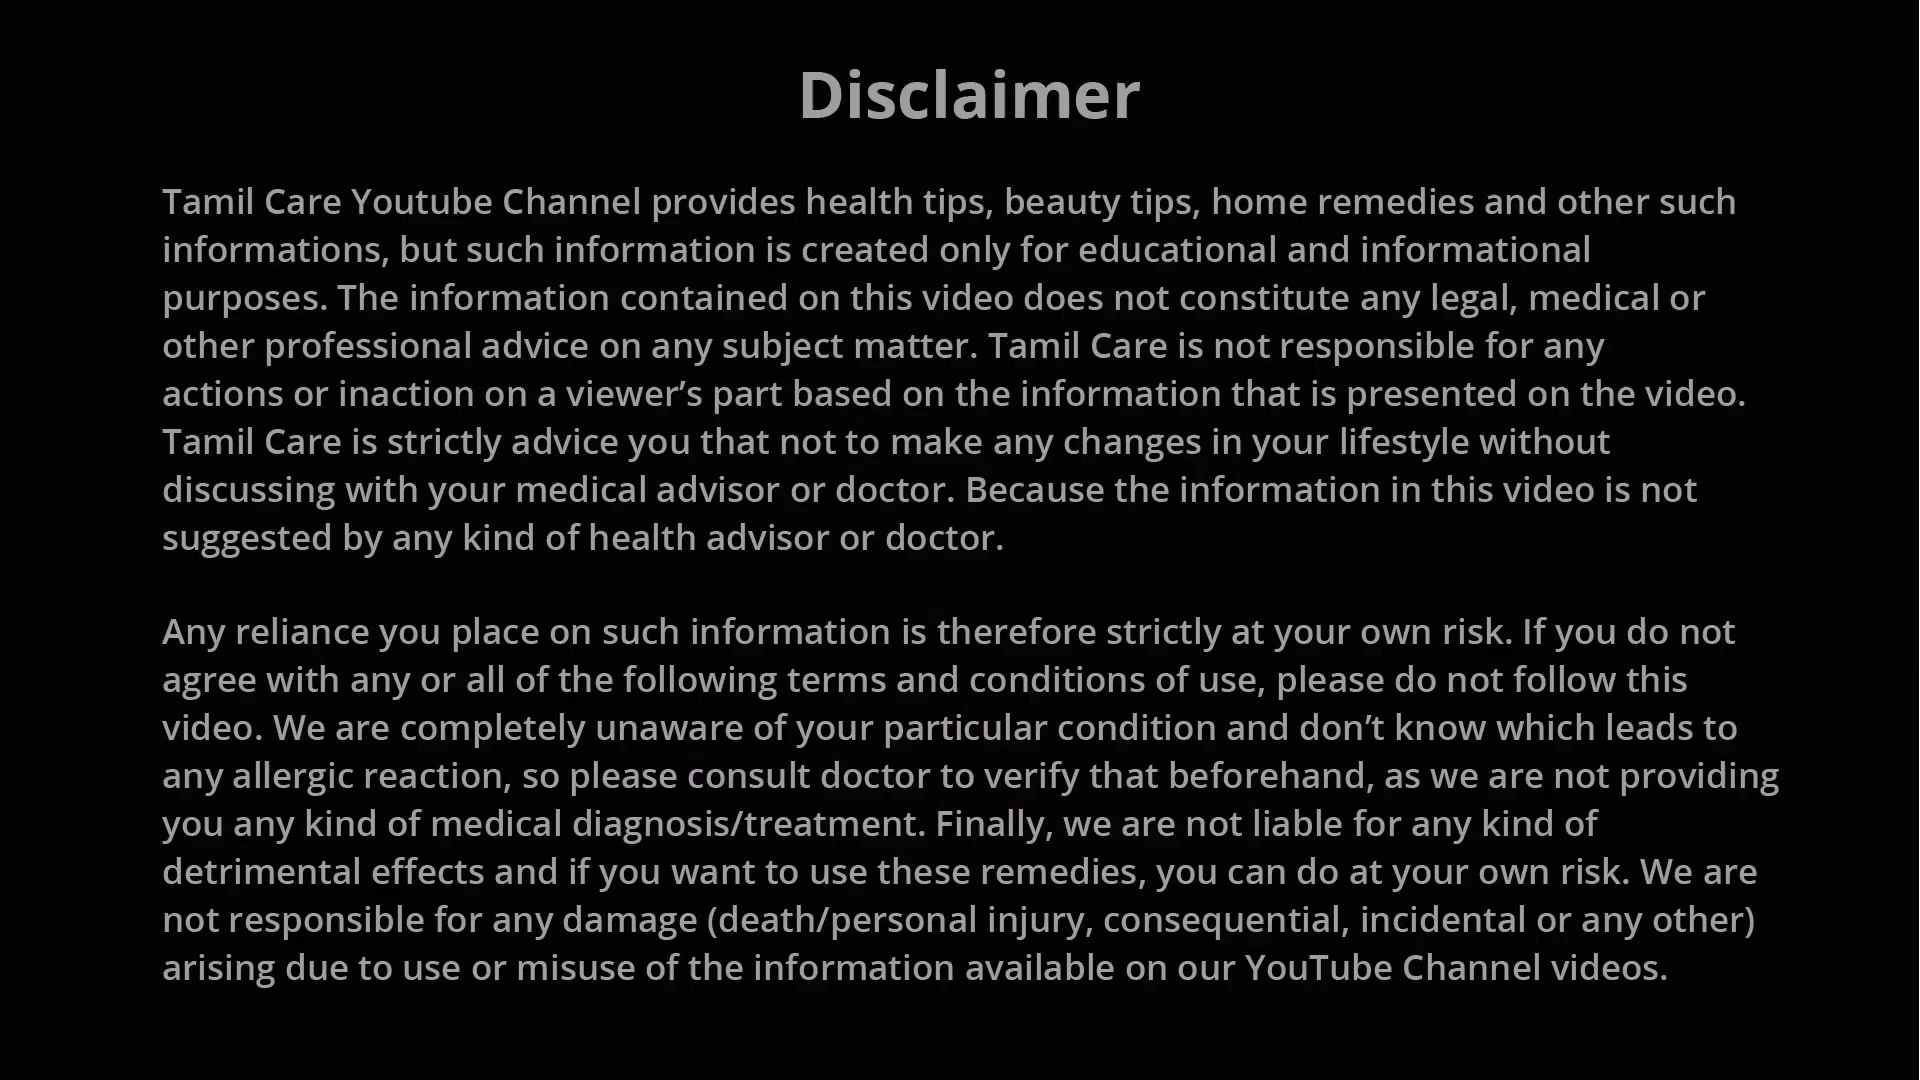 Disclaimer
Tamil Care Youtube Channel provides health tips, beauty tips, home remedies and other such
informations, but such information is created only for educational and informational
purposes. The information contained on this video does not constitute any legal, medical or
other professional advice on any subject matter. Tamil Care is not responsible for any
actions or inaction on a viewer’s part based on the information that is presented on the video.
Tamil Care is strictly advice you that not to make any changes in your lifestyle without
discussing with your medical advisor or doctor. Because the information in this video is not
suggested by any kind of health advisor or doctor.
Any reliance you place on such information is therefore strictly at your own risk. If you do not
agree with any or all of the following terms and conditions of use, please do not follow this
video. We are completely unaware of your particular condition and don’t know which leads to
any allergic reaction, so please consult doctor to verify that beforehand, as we are not providing
you any kind of medical diagnosis/treatment. Finally, we are not liable for any kind of
detrimental effects and if you want to use these remedies, you can do at your own risk. We are
not responsible for any damage (death/personal injury, consequential, incidental or any other)
arising due to use or misuse of the information available on our YouTube Channel videos.